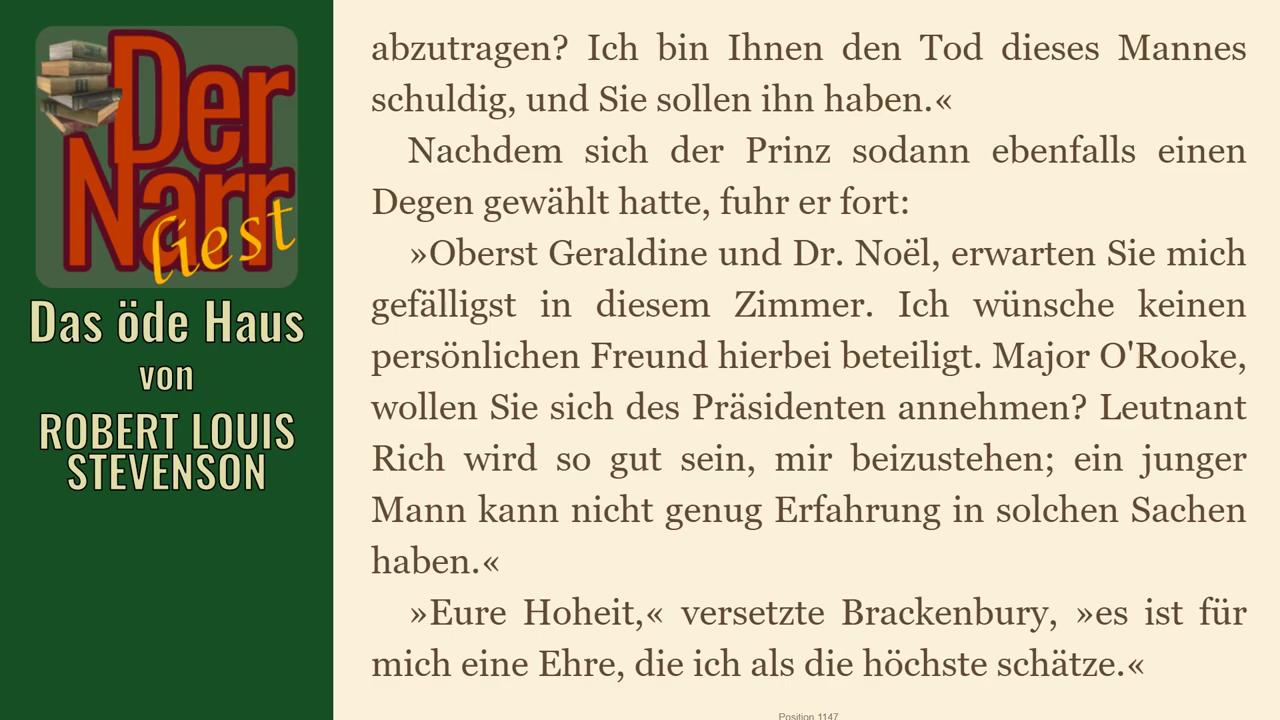 Der
Narr
liest
Das öde Haus
von
ROBERT LOUIS
STEVENSON
abzutragen? Ich bin Ihnen den Tod dieses Mannes
schuldig, und Sie sollen ihn haben.«
Nachdem sich der Prinz sodann ebenfalls einen
Degen gewählt hatte, fuhr er fort:
»Oberst Geraldine und Dr. Noël, erwarten Sie mich
gefälligst in diesem Zimmer. Ich wünsche keinen
persönlichen Freund hierbei beteiligt. Major O'Rooke,
wollen Sie sich des Präsidenten annehmen? Leutnant
Rich wird so gut sein, mir beizustehen; ein junger
Mann kann nicht genug Erfahrung in solchen Sachen
haben.«
»Eure Hoheit,« versetzte Brackenbury, »es ist für
mich eine Ehre, die ich als die höchste schätze.«
Position 1147